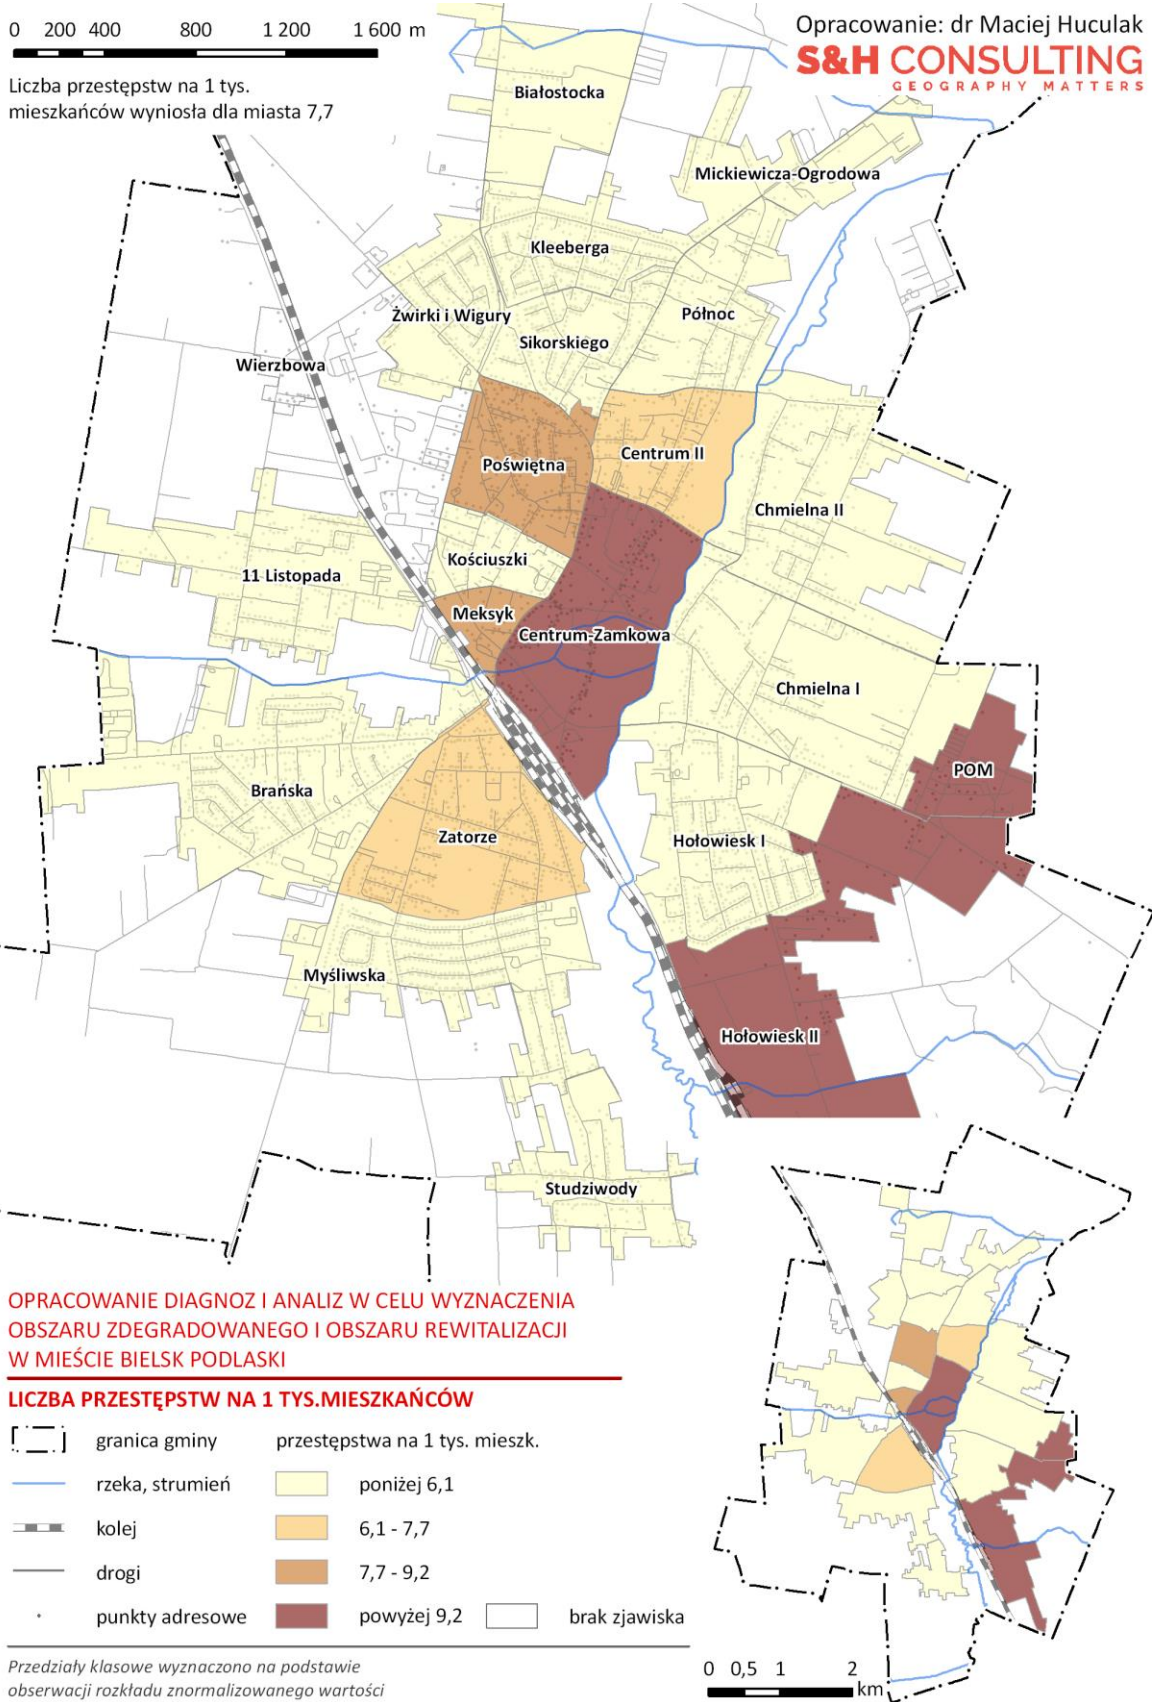 0 200 400 800 1 200 1 600 m
Opracowanie: dr Maciej Huculak
S&H CONSULTING
GEOGRAPHY MATTERS
Liczba przestępstw na 1 tys.
mieszkańców wyniosła dla miasta 7,7
Białostocka
Mickiewicza-Ogrodowa
Kleeberga
Żwirki i Wigury
Północ
Sikorskiego
Wierzbowa
Poświętna
Centrum II
Chmielna II
Kościuszki
11 Listopada
Meksyk
Centrum-Zamkowa
Chmielna I
POM
Brańska
Zatorze
Hołowiesk I
Myśliwska
Hołowiesk II
Studziwody
OPRACOWANIE DIAGNOZ I ANALIZ W CELU WYZNACZENIA
OBSZARU ZDEGRADOWANEGO I OBSZARU REWITALIZACJI
W MIEŚCIE BIELSK PODLASKI
LICZBA PRZESTĘPSTW NA 1 TYS.MIESZKAŃCÓW
granica gminy
przestępstwa na 1 tys. mieszk.
rzeka, strumień
poniżej 6,1
kolej
6,1 - 7,7
drogi
7,7 - 9,2
punkty adresowe
powyżej 9,2
brak zjawiska
Przedziały klasowe wyznaczono na podstawie
obserwacji rozkładu znormalizowanego wartości
0 0,5 1 2
km